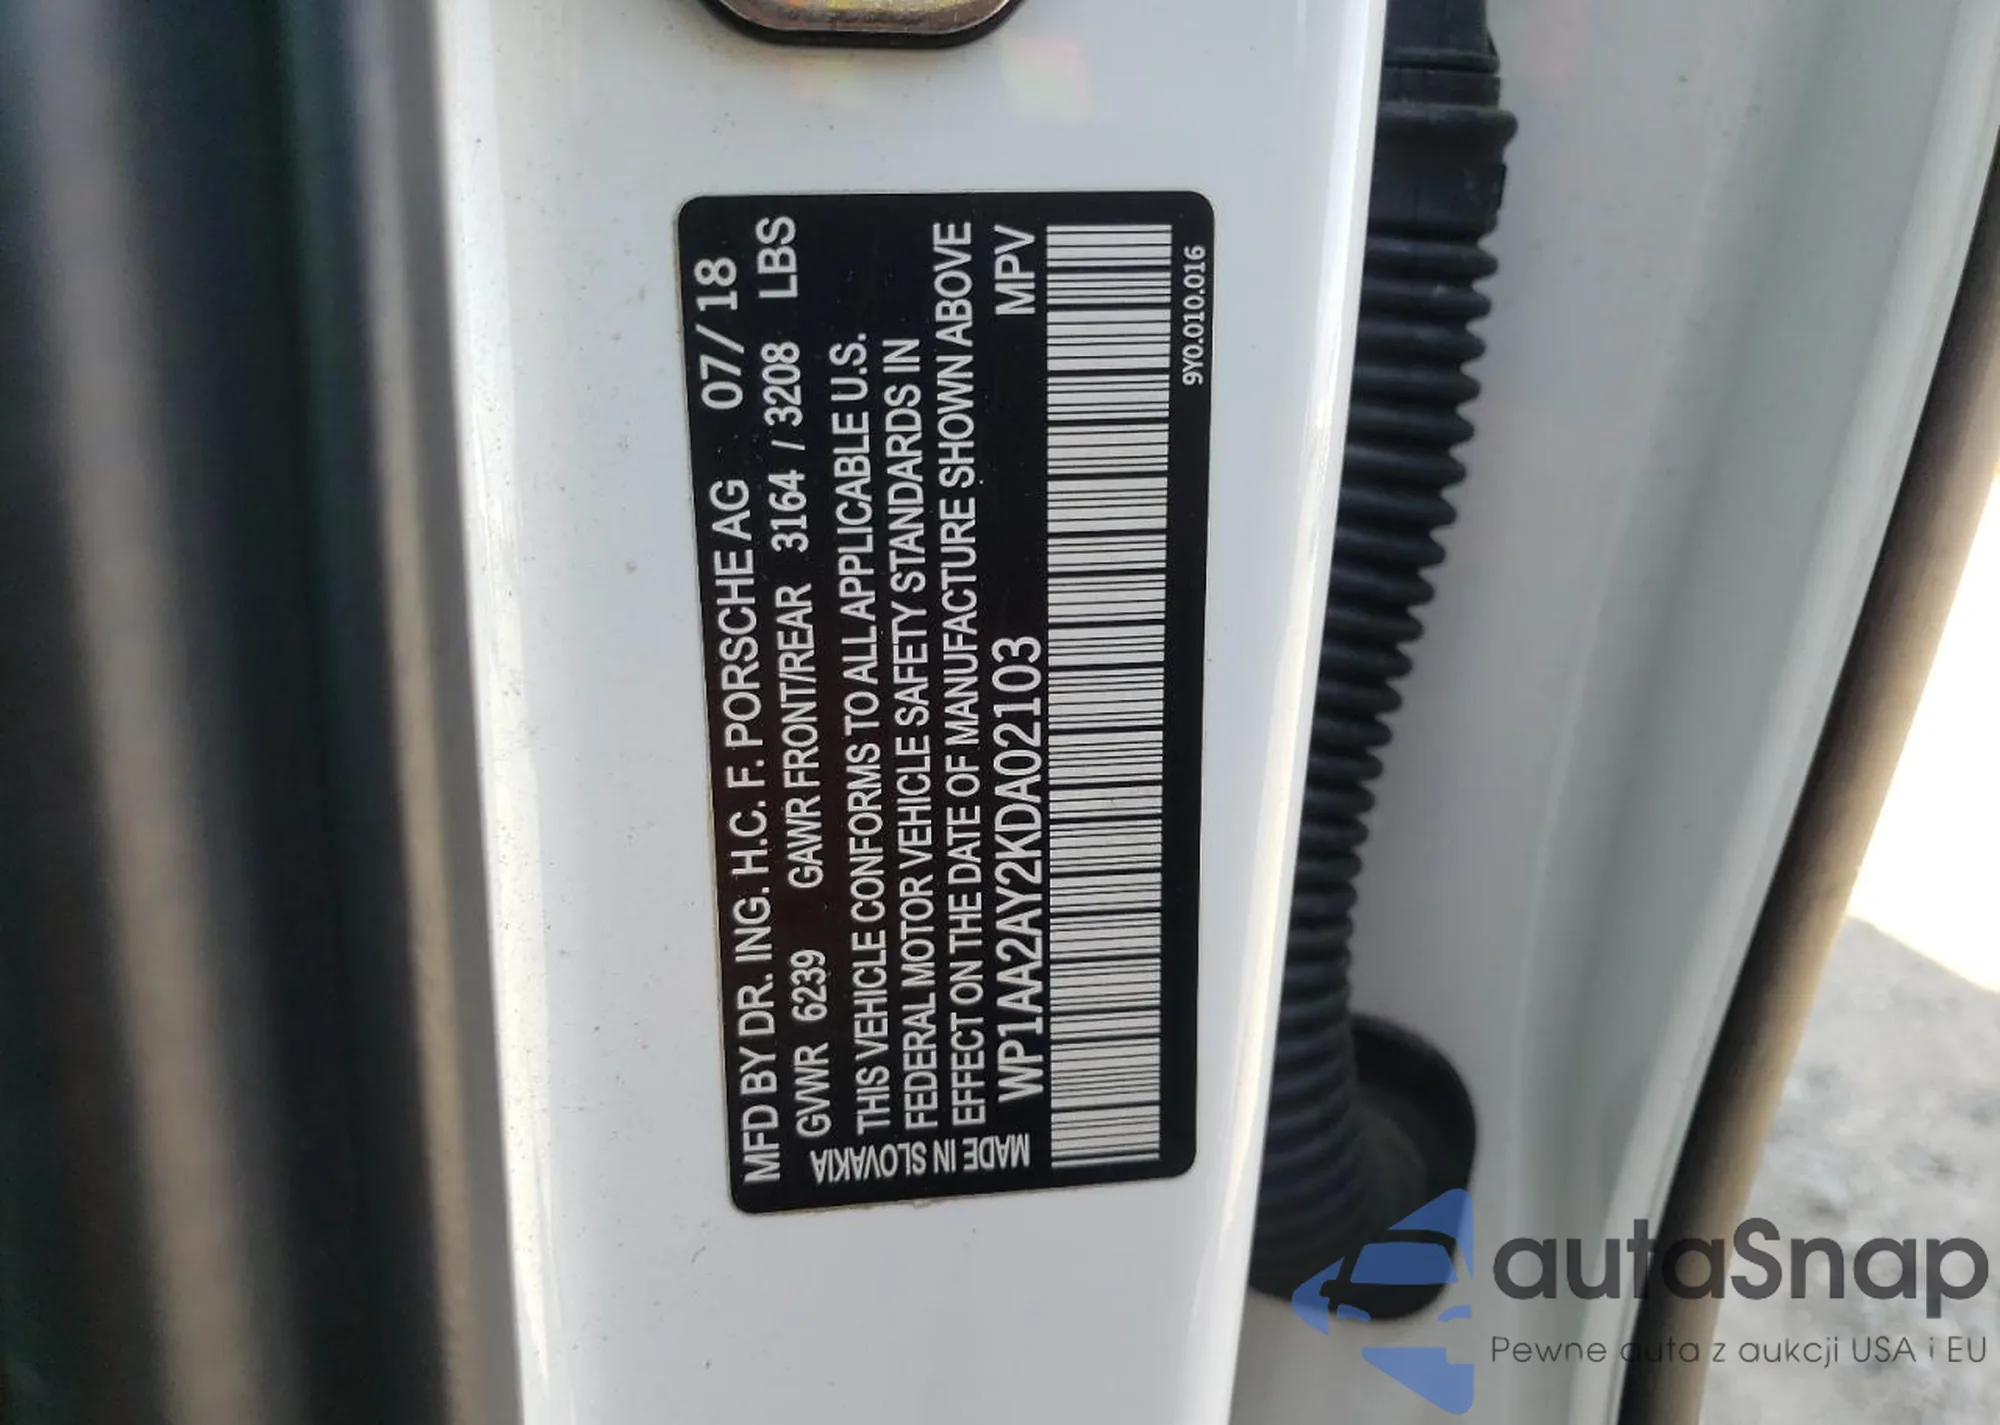 MFD BY DR. ING. H.C. F. PORSCHE AG 07/18
GVWR 6239 GAWR FRONT/REAR 3164 / 3208 LBS
THIS VEHICLE CONFORMS TO ALL APPLICABLE U.S.
FEDERAL MOTOR VEHICLE SAFETY STANDARDS IN
EFFECT ON THE DATE OF MANUFACTURE SHOWN ABOVE
WP1AA2AY2KDA02103 MPV
MADE IN SLOVAKIA
9Y0.010.016
autaSnap
Pewne auta z aukcji USA i EU